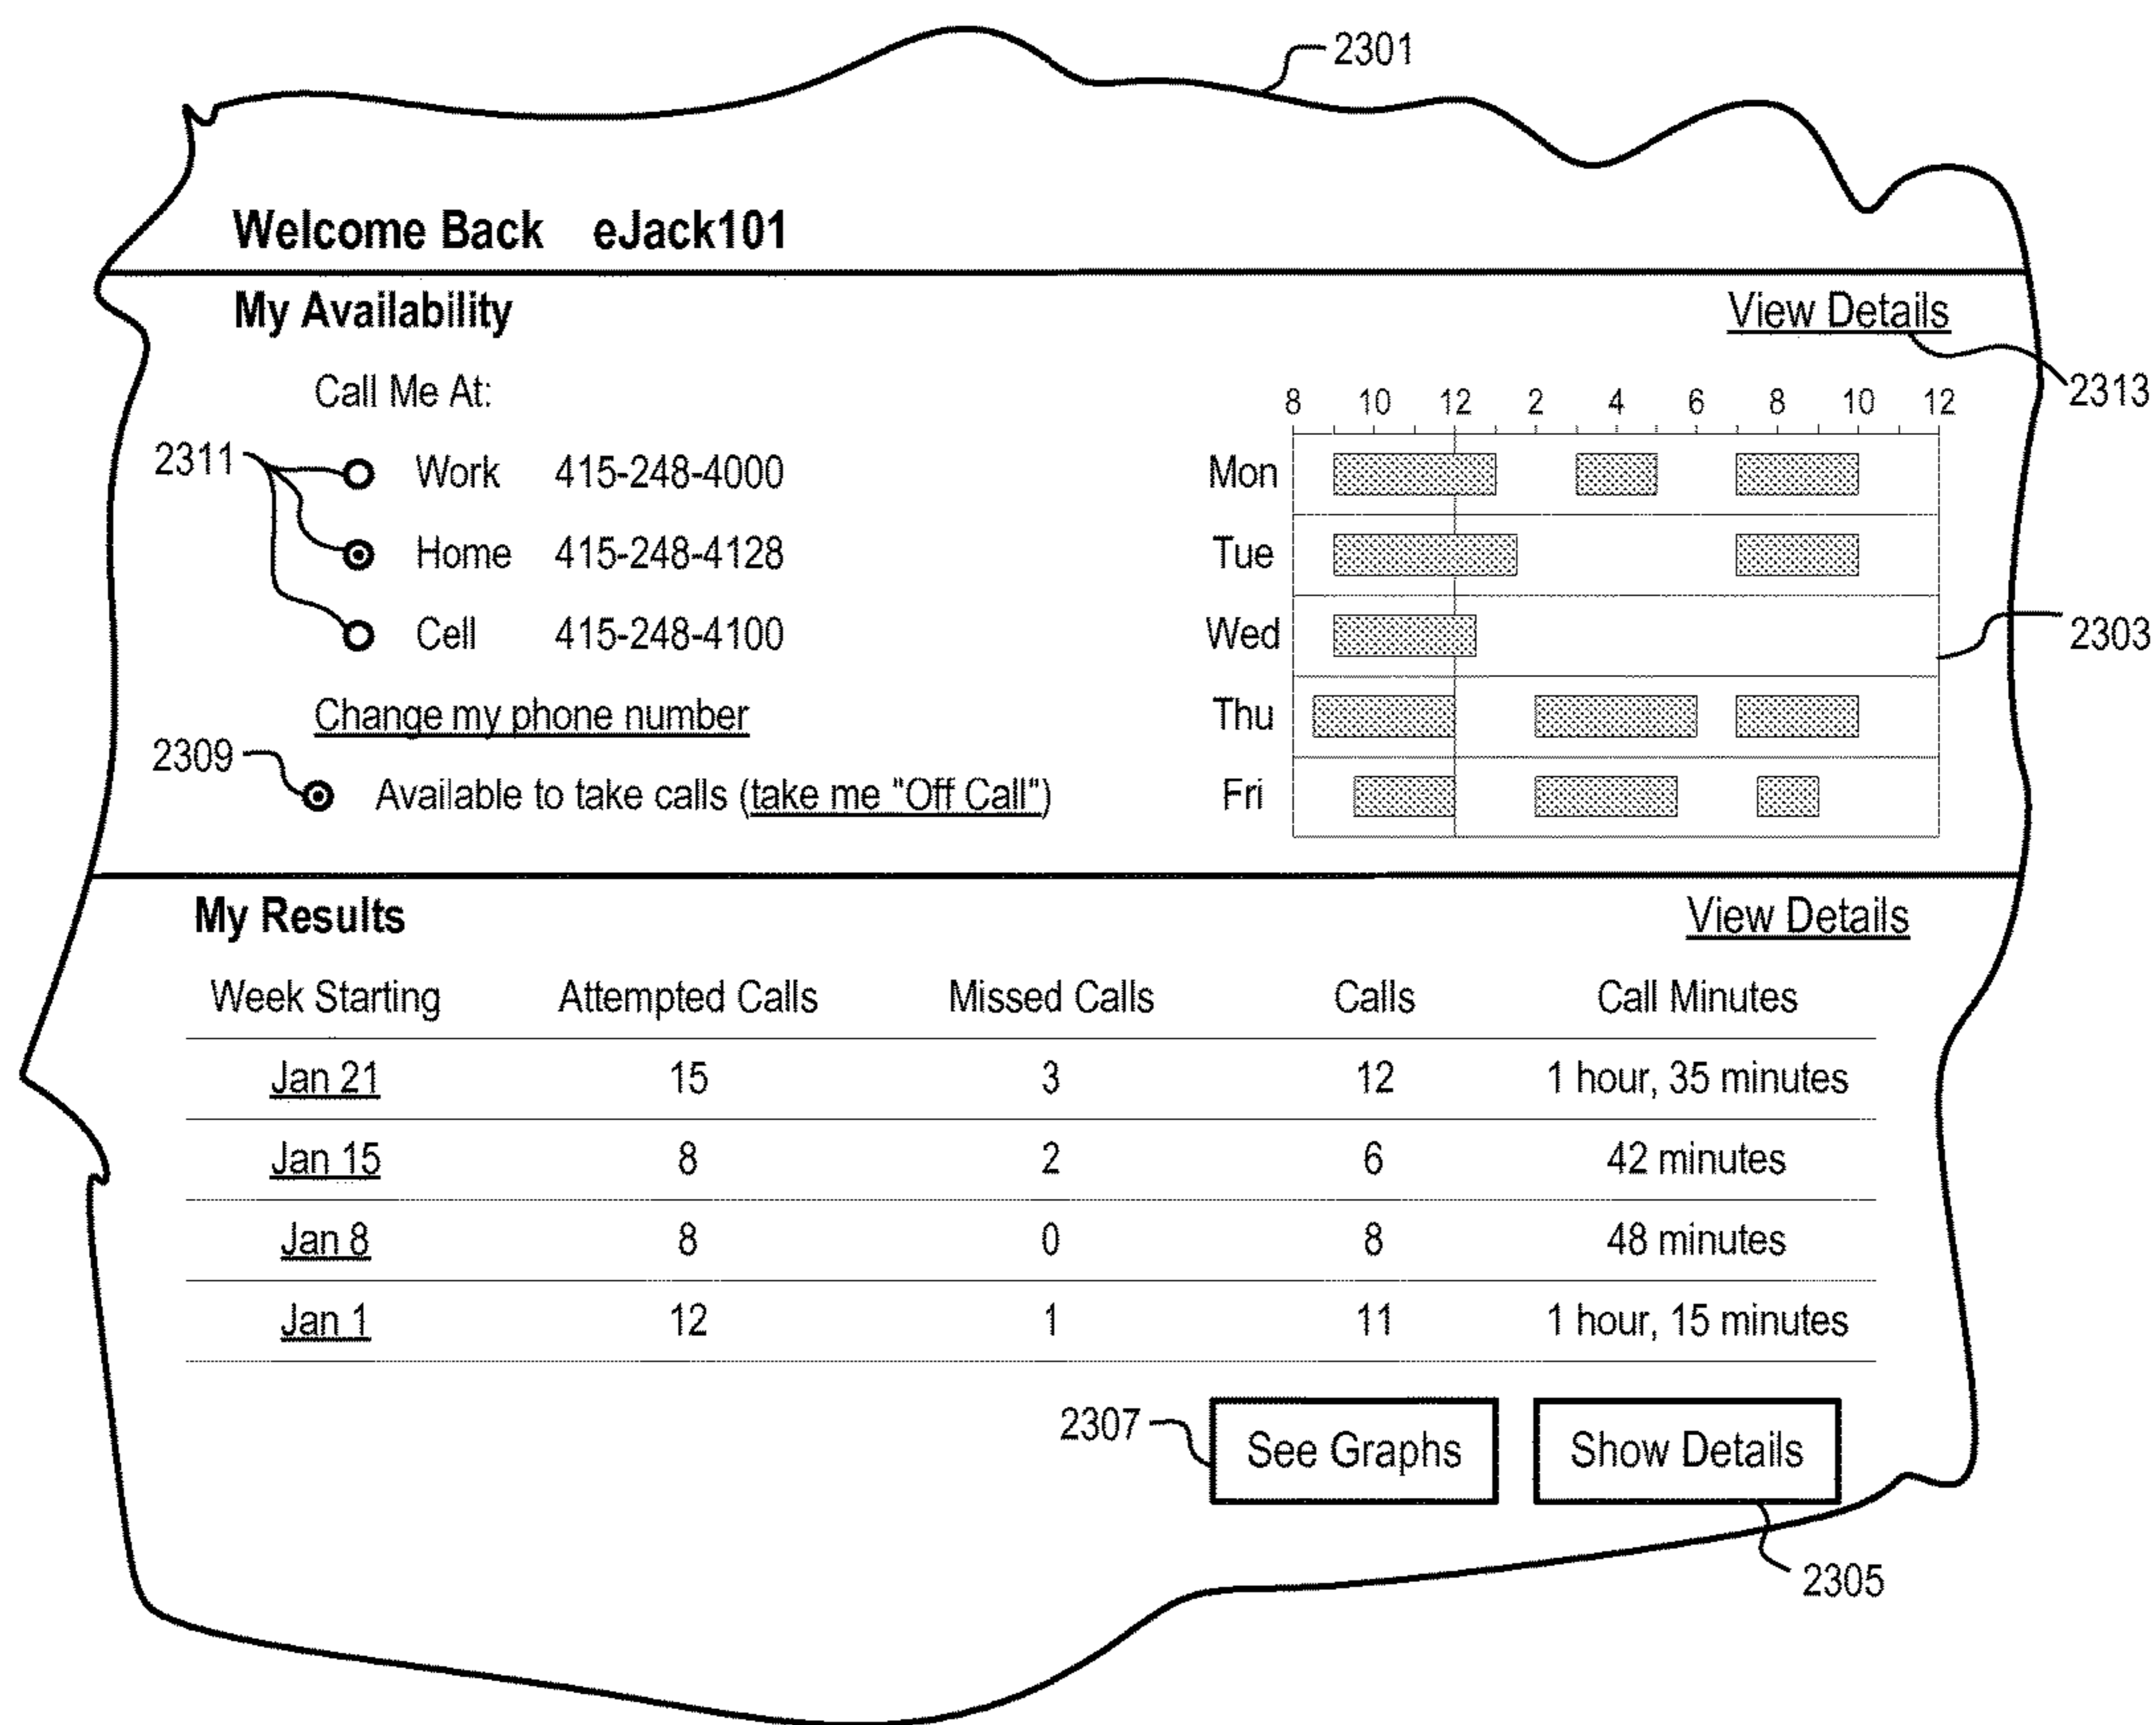 2301
Welcome Back eJack101
My Availability View Details
2313
Call Me At:
8 10 12 2 4 6 8 10 12
2311 Work 415-248-4000 Mon
Home 415-248-4128 Tue
Cell 415-248-4100 Wed 2303
Change my phone number Thu
2309
Available to take calls (take me "Off Call") Fri
My Results View Details
Week Starting Attempted Calls Missed Calls Calls Call Minutes
Jan 21 15 3 12 1 hour, 35 minutes
Jan 15 8 2 6 42 minutes
Jan 8 8 0 8 48 minutes
Jan 1 12 1 11 1 hour, 15 minutes
2307 See Graphs Show Details
2305